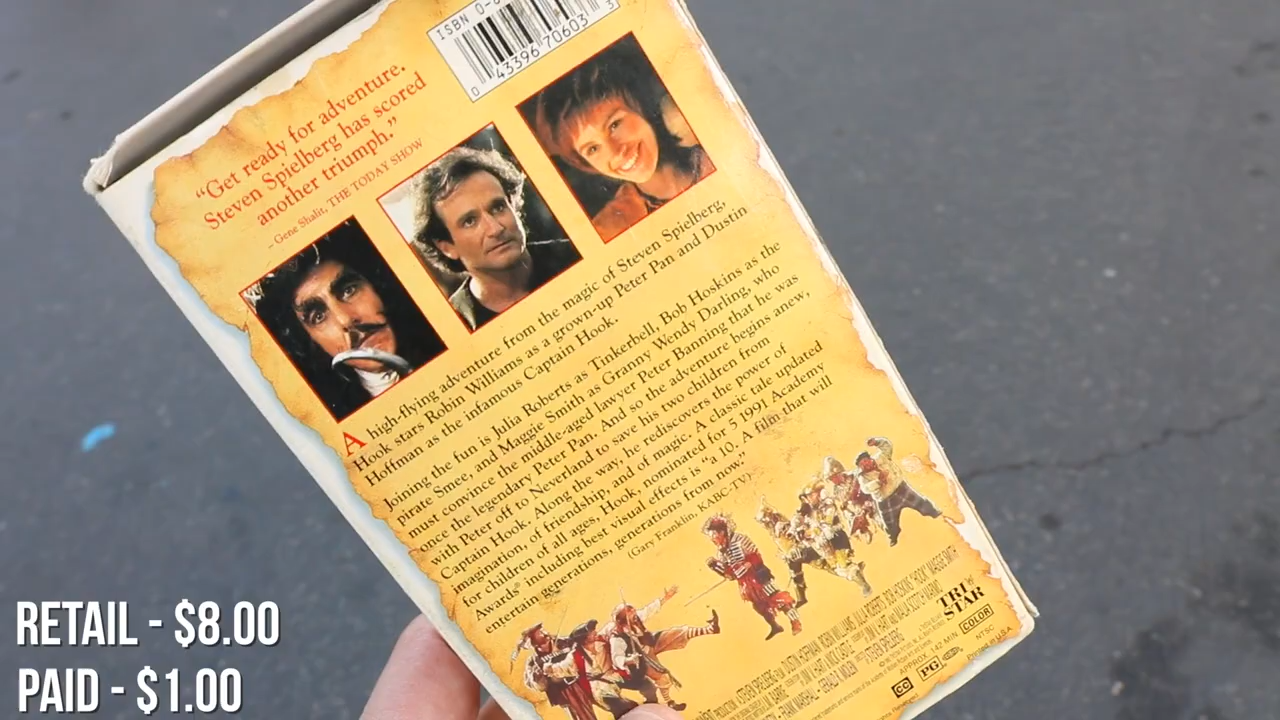 ISBN 0-8
0 43396 70603 3
“Get ready for adventure.
Steven Spielberg has scored
another triumph.”
- Gene Shalit, THE TODAY SHOW
A high-flying adventure from the magic of Steven Spielberg,
Hook stars Robin Williams as a grown-up Peter Pan and Dustin
Hoffman as the infamous Captain Hook.
Joining the fun is Julia Roberts as Tinkerbell, Bob Hoskins as the
pirate Smee, and Maggie Smith as Granny Wendy Darling, who
must convince the middle-aged lawyer Peter Banning that he was
once the legendary Peter Pan. And so the adventure begins anew,
with Peter off to Neverland to save his two children from
Captain Hook. Along the way, he rediscovers the power of
imagination, of friendship, and of magic. A classic tale updated
for children of all ages, Hook, nominated for 5 1991 Academy
Awards® including best visual effects is “a 10. A film that will
entertain generations, generations from now.”
(Gary Franklin, KABC-TV)
TRI
STAR
APPROX. 142 MIN. COLOR
CC PG NTSC
Printed in U.S.A.
RETAIL - $8.00
PAID - $1.00